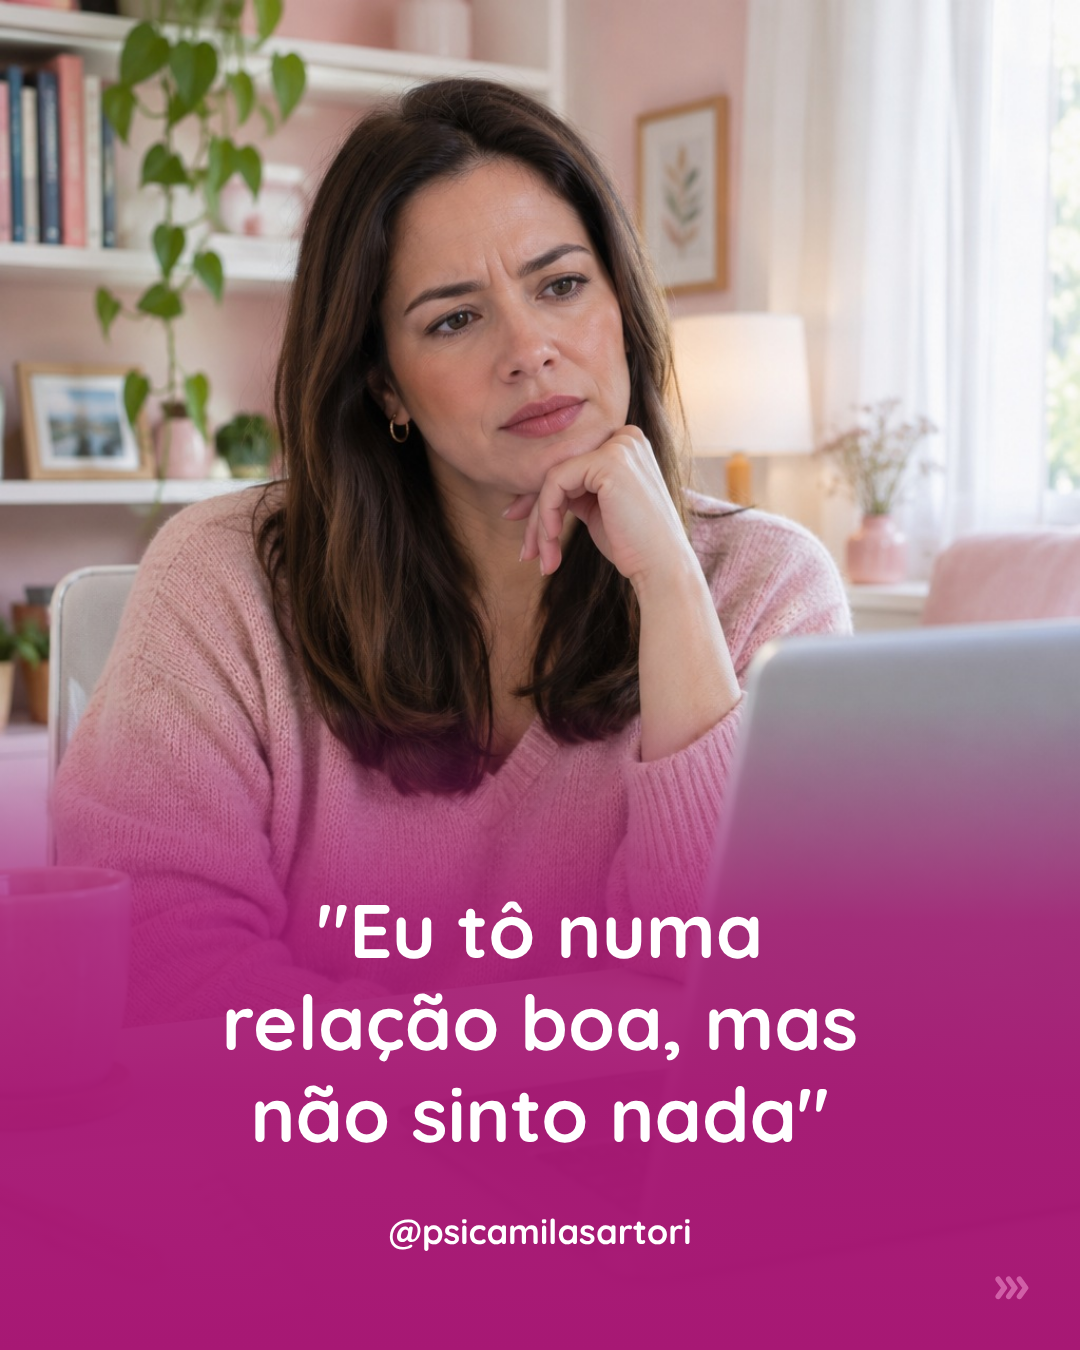 "Eu tô numa
relação boa, mas
não sinto nada"
@psicamilasartori